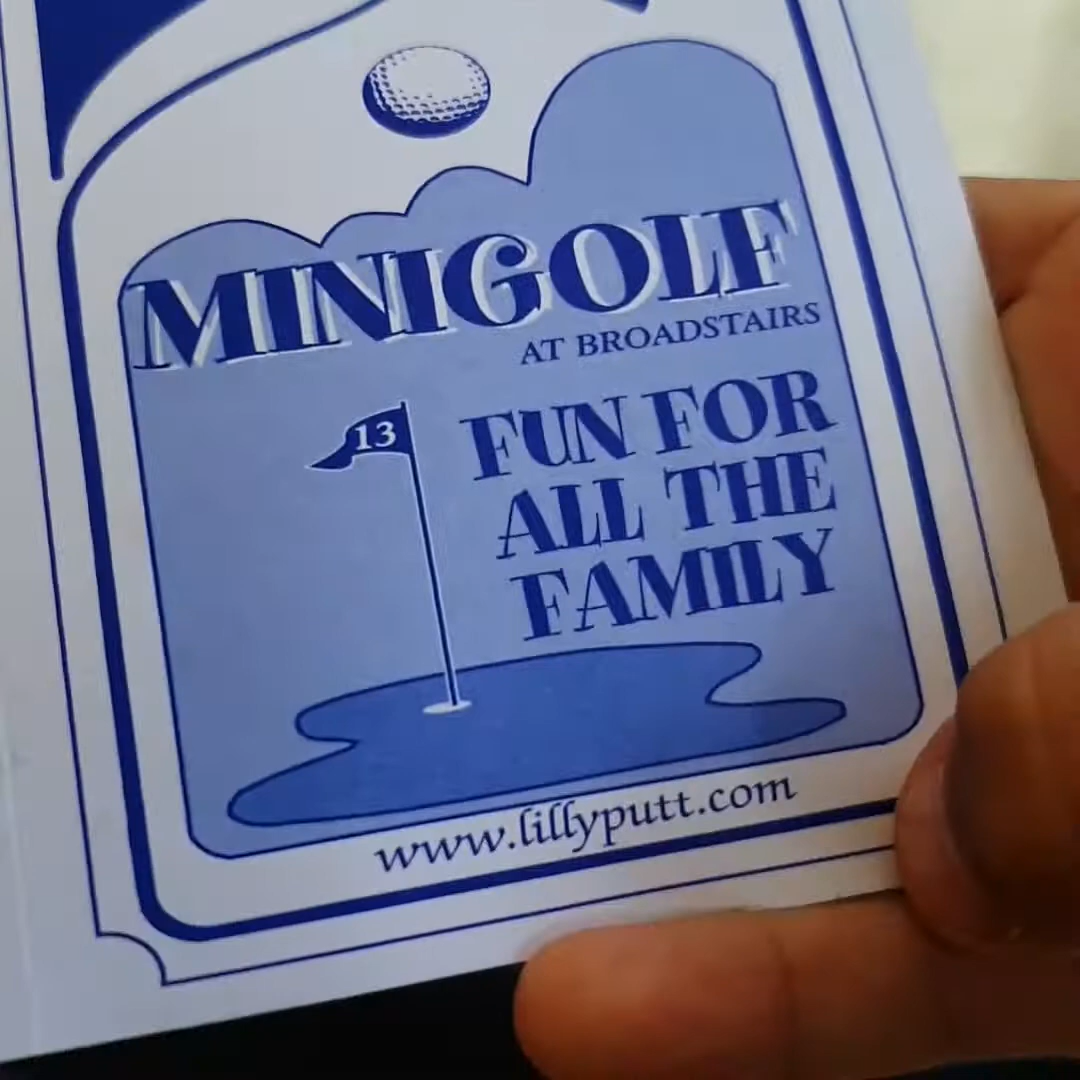 MINIGOLF
AT BROADSTAIRS
13
FUN FOR
ALL THE
FAMILY
www.lillyputt.com